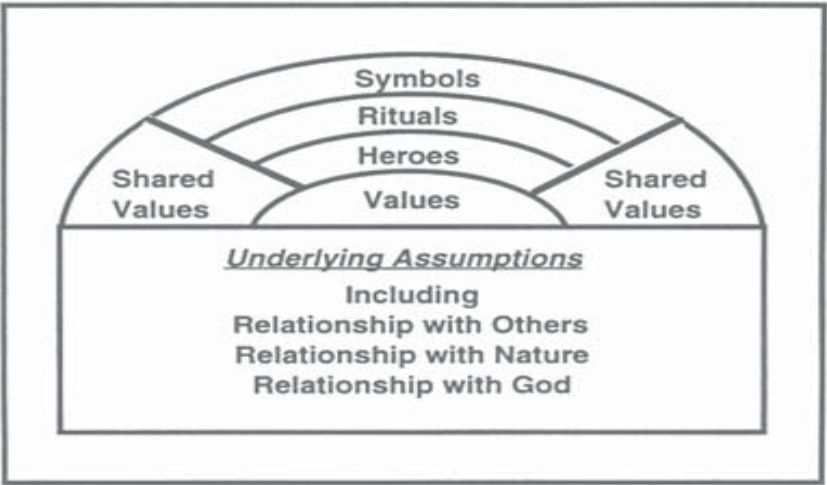 Symbols
Rituals
Heroes
Values
Shared
Values
Shared
Values
Underlying Assumptions
Including
Relationship with Others
Relationship with Nature
Relationship with God